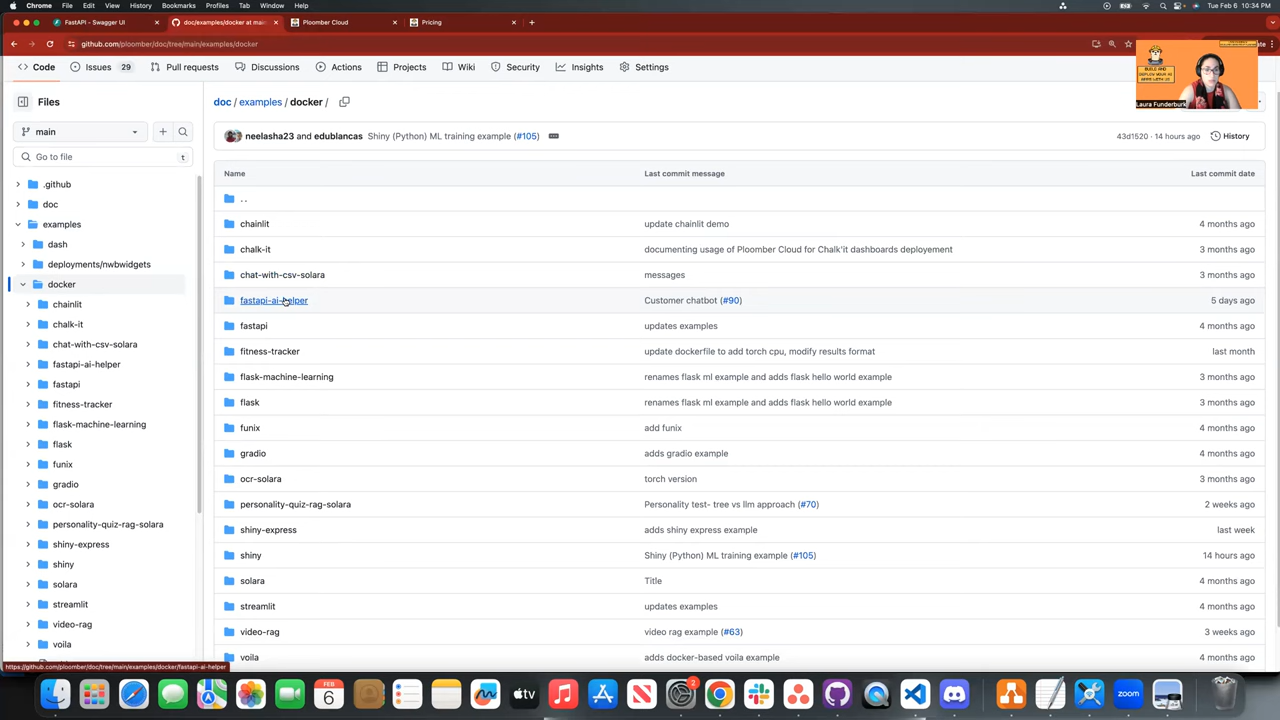 Chrome File Edit View History Bookmarks Profiles Tab Window Help
Tue Feb 6 10:34 PM
FastAPI - Swagger UI
doc/examples/docker at main
Ploomber Cloud
Pricing
github.com/ploomber/doc/tree/main/examples/docker
Code
Issues 29
Pull requests
Discussions
Actions
Projects
Wiki
Security
Insights
Settings
BUILD AND
DEPLOY YOUR AI
Laura Funderburk
Files
main
Go to file
t
.github
doc
examples
dash
deployments/nwbwidgets
docker
chainlit
chalk-it
chat-with-csv-solara
fastapi-ai-helper
fastapi
fitness-tracker
flask-machine-learning
flask
funix
gradio
ocr-solara
personality-quiz-rag-solara
shiny-express
shiny
solara
streamlit
video-rag
voila
doc / examples / docker /
neelasha23 and edublancas Shiny (Python) ML training example (#105)
43d1520 · 14 hours ago
History
Name Last commit message Last commit date
. .
chainlit update chainlit demo 4 months ago
chalk-it documenting usage of Ploomber Cloud for Chalk'it dashboards deployement 3 months ago
chat-with-csv-solara messages 3 months ago
fastapi-ai-helper Customer chatbot (#90) 5 days ago
fastapi updates examples 4 months ago
fitness-tracker update dockerfile to add torch cpu, modify results format last month
flask-machine-learning renames flask ml example and adds flask hello world example 3 months ago
flask renames flask ml example and adds flask hello world example 3 months ago
funix add funix 4 months ago
gradio adds gradio example 4 months ago
ocr-solara torch version 3 months ago
personality-quiz-rag-solara Personality test- tree vs llm approach (#70) 2 weeks ago
shiny-express adds shiny express example last week
shiny Shiny (Python) ML training example (#105) 14 hours ago
solara Title 4 months ago
streamlit updates examples 4 months ago
video-rag video rag example (#63) 3 weeks ago
voila adds docker-based voila example 4 months ago
https://github.com/ploomber/doc/tree/main/examples/docker/fastapi-ai-helper
FEB
6
tv
2
zoom